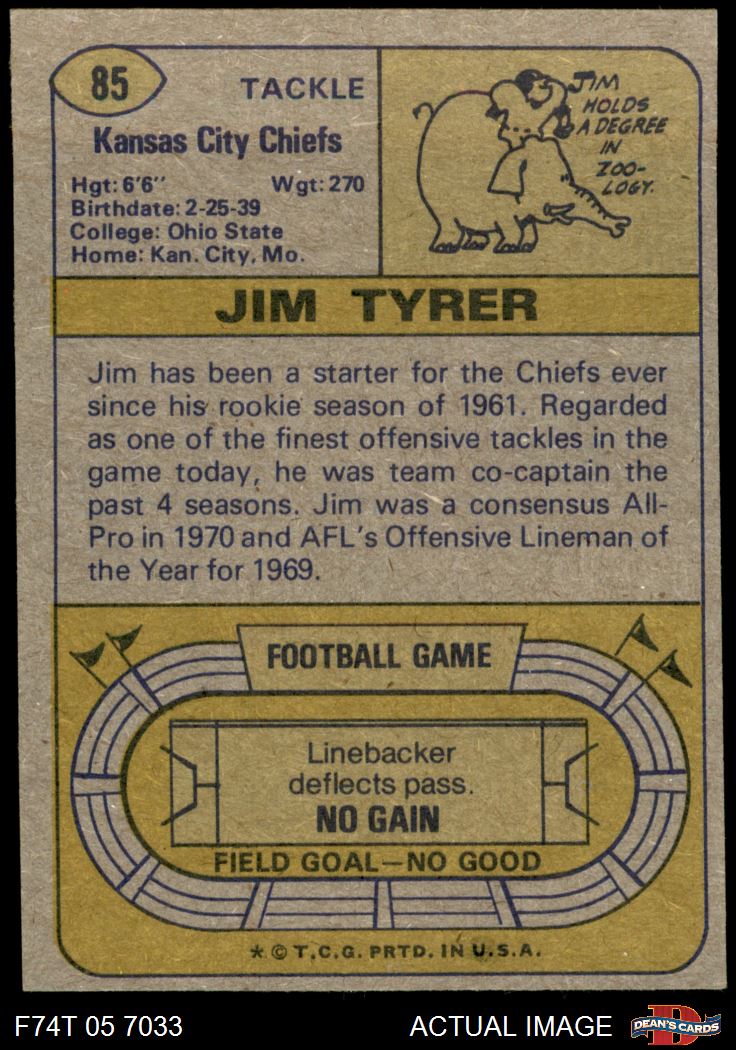 85
TACKLE
Kansas City Chiefs
Hgt: 6'6" Wgt: 270
Birthdate: 2-25-39
College: Ohio State
Home: Kan. City, Mo.
JIM
HOLDS
A DEGREE
IN
ZOO-
LOGY.
JIM TYRER
Jim has been a starter for the Chiefs ever
since his rookie season of 1961. Regarded
as one of the finest offensive tackles in the
game today, he was team co-captain the
past 4 seasons. Jim was a consensus All-
Pro in 1970 and AFL's Offensive Lineman of
the Year for 1969.
FOOTBALL GAME
Linebacker
deflects pass.
NO GAIN
FIELD GOAL—NO GOOD
* © T.C.G. PRTD. IN U.S.A.
F74T 05 7033 ACTUAL IMAGE
D
DEAN'S CARDS